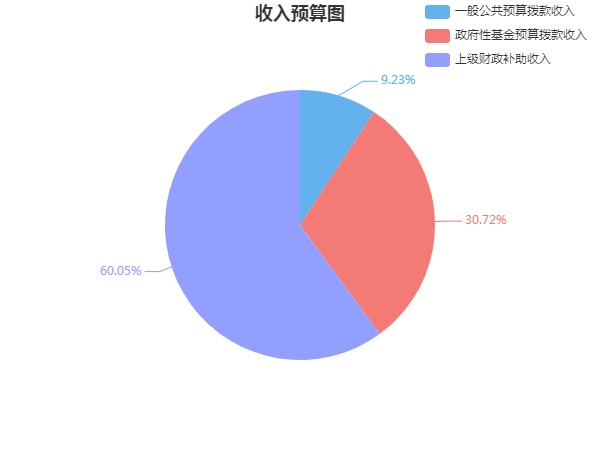 收入预算图
一般公共预算拨款收入
政府性基金预算拨款收入
上级财政补助收入
9.23%
30.72%
60.05%